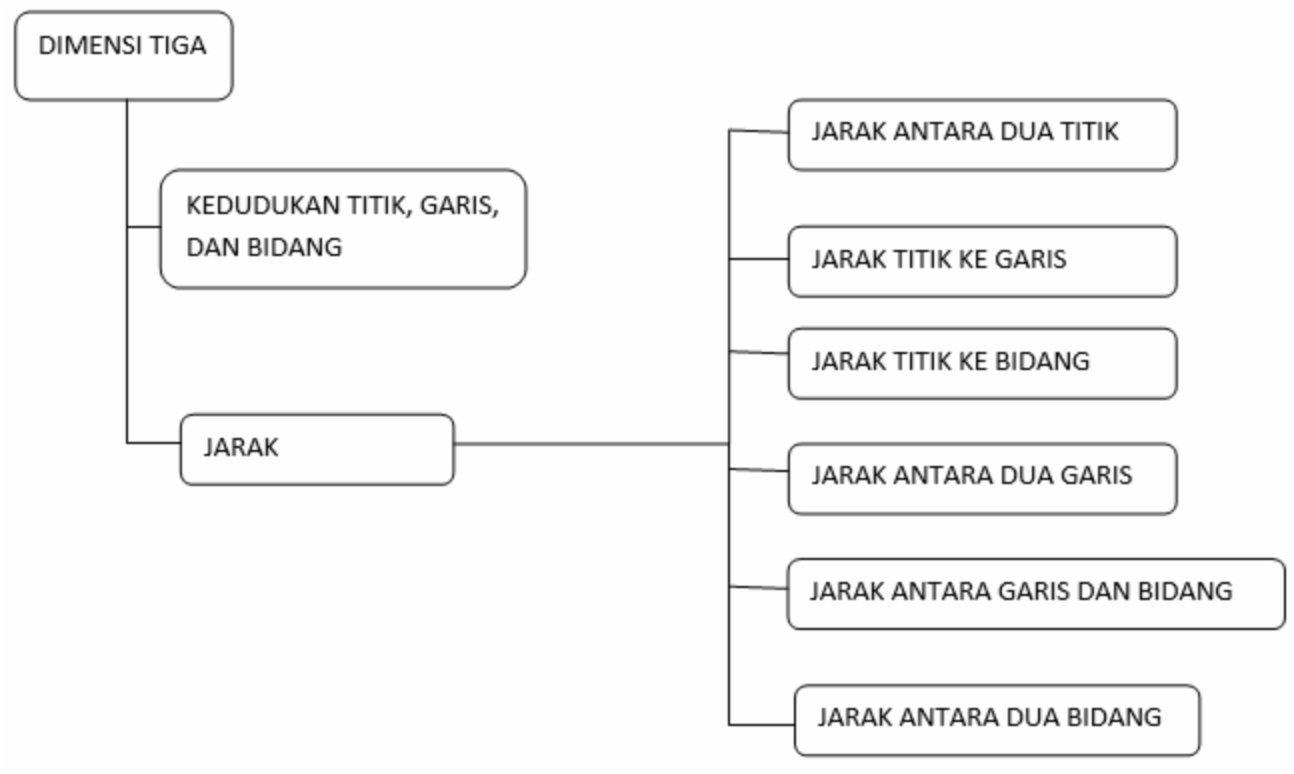 DIMENSI TIGA
KEDUDUKAN TITIK, GARIS,
DAN BIDANG
JARAK
JARAK ANTARA DUA TITIK
JARAK TITIK KE GARIS
JARAK TITIK KE BIDANG
JARAK ANTARA DUA GARIS
JARAK ANTARA GARIS DAN BIDANG
JARAK ANTARA DUA BIDANG